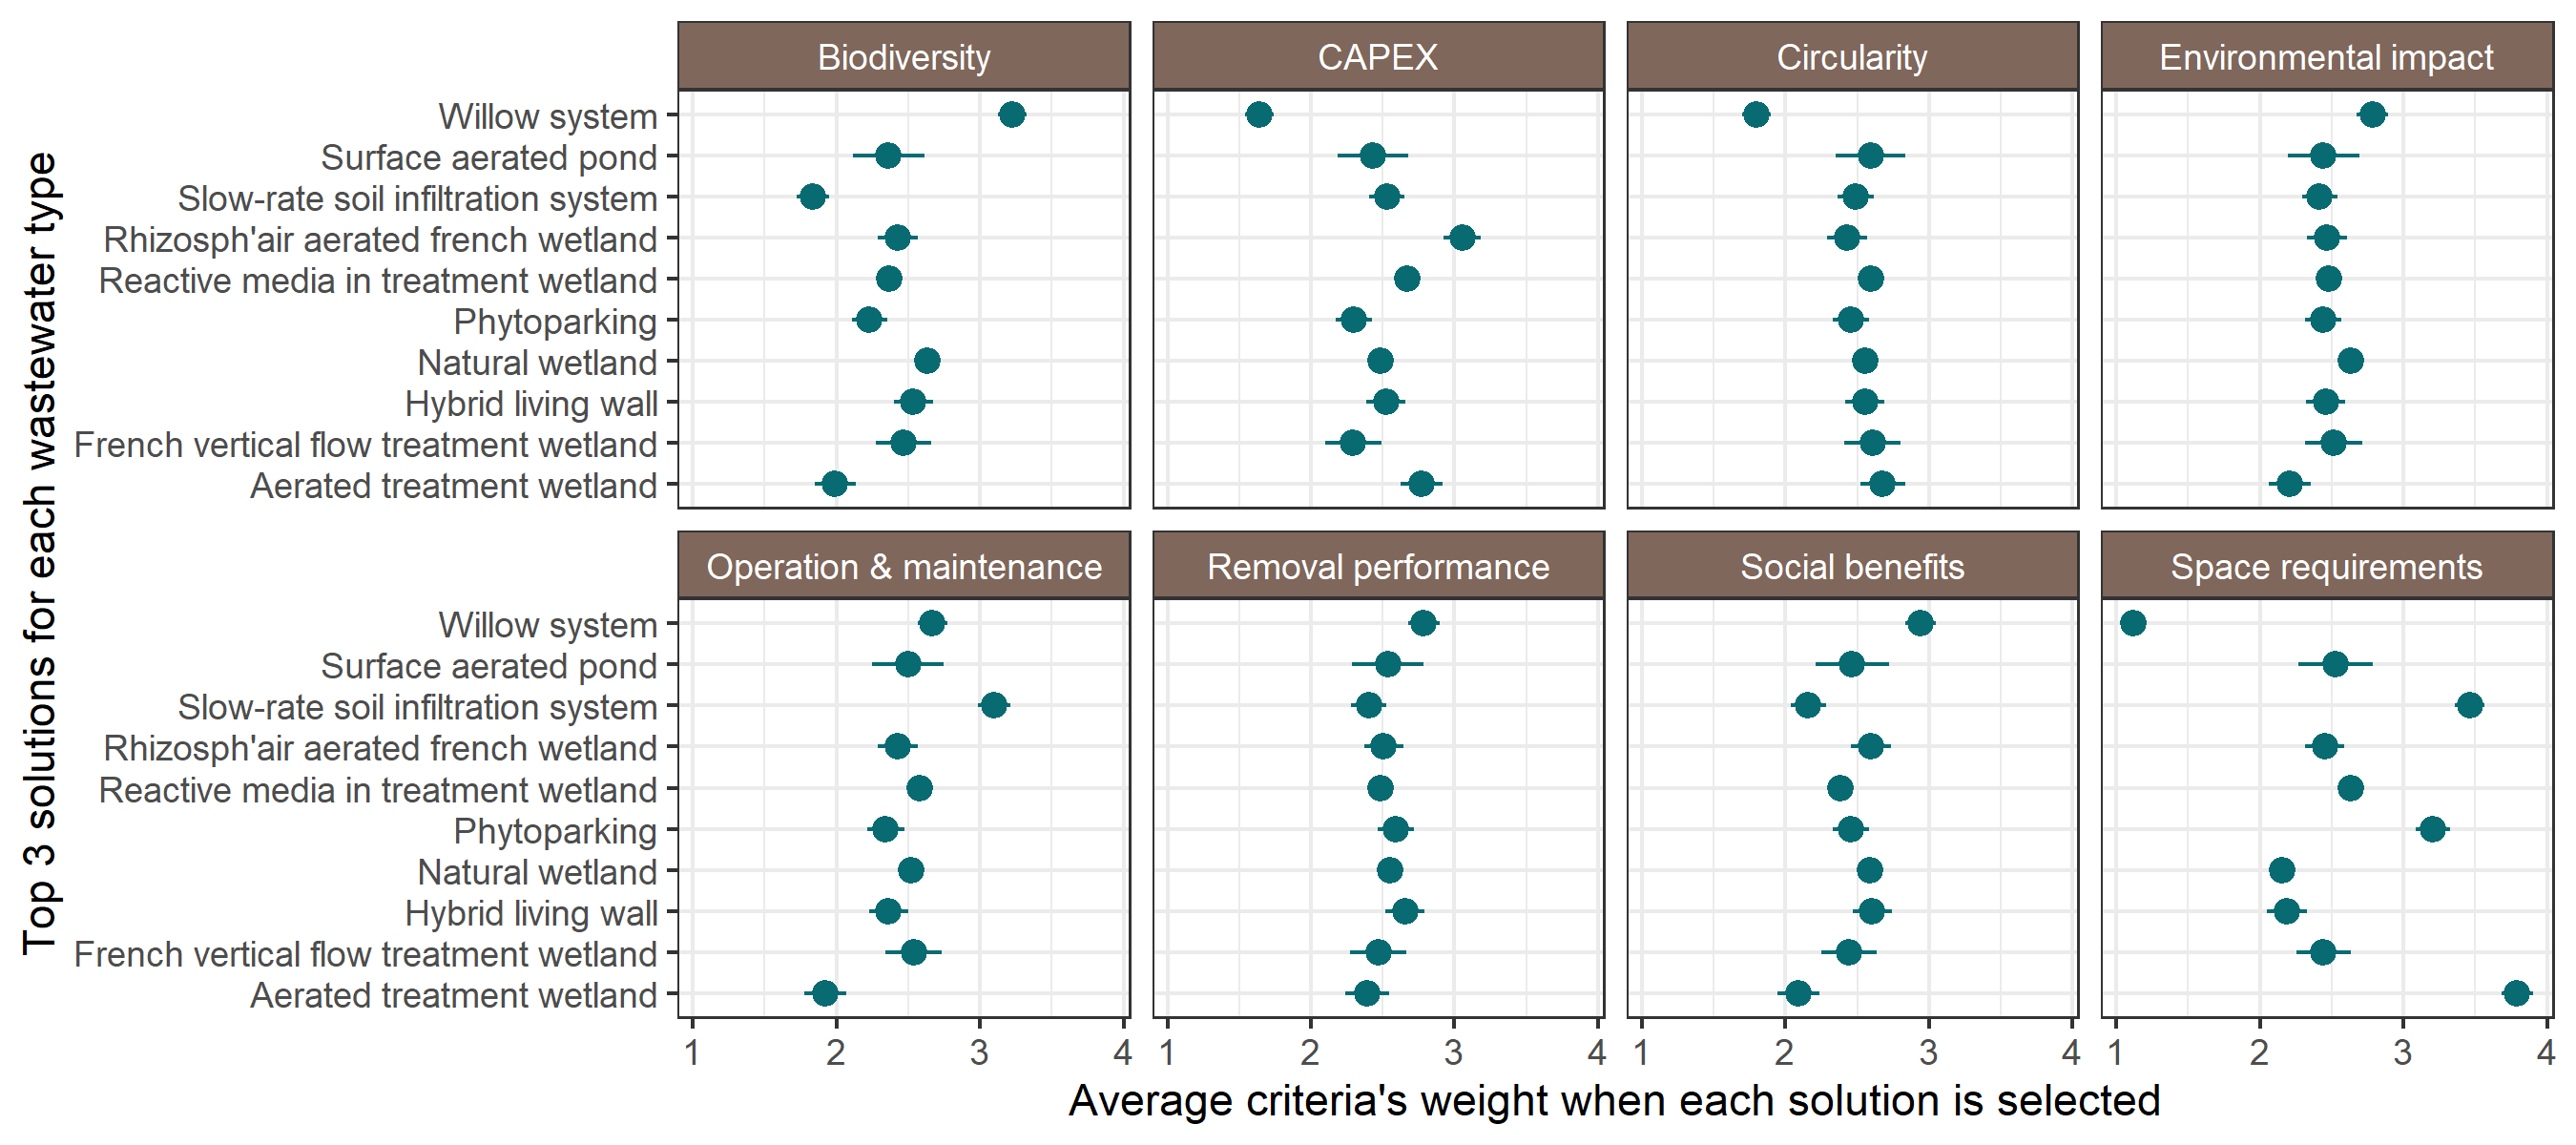 Top 3 solutions for each wastewater type
Biodiversity
CAPEX
Circularity
Environmental impact
Willow system
Surface aerated pond
Slow-rate soil infiltration system
Rhizosph'air aerated french wetland
Reactive media in treatment wetland
Phytoparking
Natural wetland
Hybrid living wall
French vertical flow treatment wetland
Aerated treatment wetland
Operation & maintenance
Removal performance
Social benefits
Space requirements
Willow system
Surface aerated pond
Slow-rate soil infiltration system
Rhizosph'air aerated french wetland
Reactive media in treatment wetland
Phytoparking
Natural wetland
Hybrid living wall
French vertical flow treatment wetland
Aerated treatment wetland
1 2 3 4 1 2 3 4 1 2 3 4 1 2 3 4
Average criteria's weight when each solution is selected